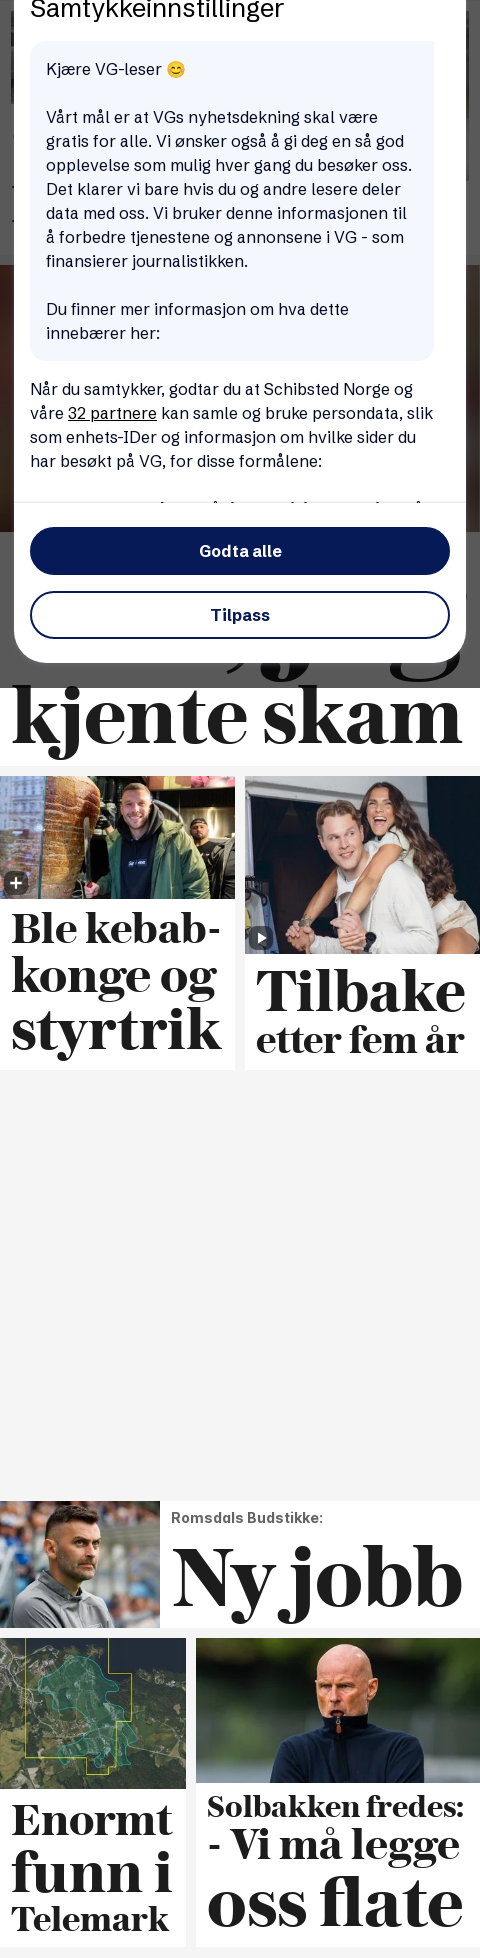 Samtykkeinnstillinger
Kjære VG-leser 😊
Vårt mål er at VGs nyhetsdekning skal være
gratis for alle. Vi ønsker også å gi deg en så god
opplevelse som mulig hver gang du besøker oss.
Det klarer vi bare hvis du og andre lesere deler
data med oss. Vi bruker denne informasjonen til
å forbedre tjenestene og annonsene i VG - som
finansierer journalistikken.
Du finner mer informasjon om hva dette
innebærer her:
Når du samtykker, godtar du at Schibsted Norge og
våre 32 partnere kan samle og bruke persondata, slik
som enhets-IDer og informasjon om hvilke sider du
har besøkt på VG, for disse formålene:
Godta alle
Tilpass
kjente skam
Ble kebab-
konge og
styrtrik
Tilbake
etter fem år
Romsdals Budstikke:
Ny jobb
Enormt
funn i
Telemark
Solbakken fredes:
- Vi må legge
oss flate